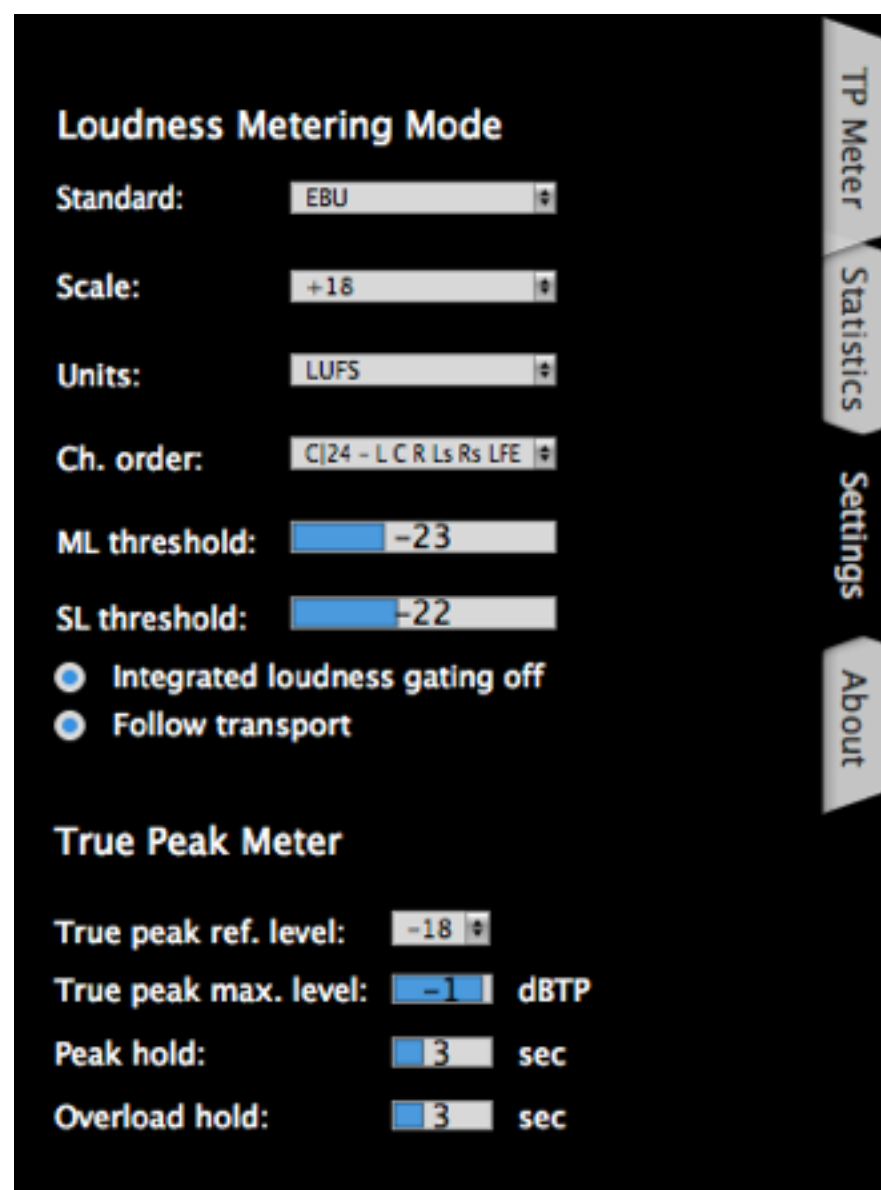 Loudness Metering Mode
Standard: EBU
Scale: +18
Units: LUFS
Ch. order: C|24 - L C R Ls Rs LFE
ML threshold: -23
SL threshold: -22
Integrated loudness gating off
Follow transport
True Peak Meter
True peak ref. level: -18
True peak max. level: -1 dBTP
Peak hold: 3 sec
Overload hold: 3 sec
TP Meter
Statistics
Settings
About